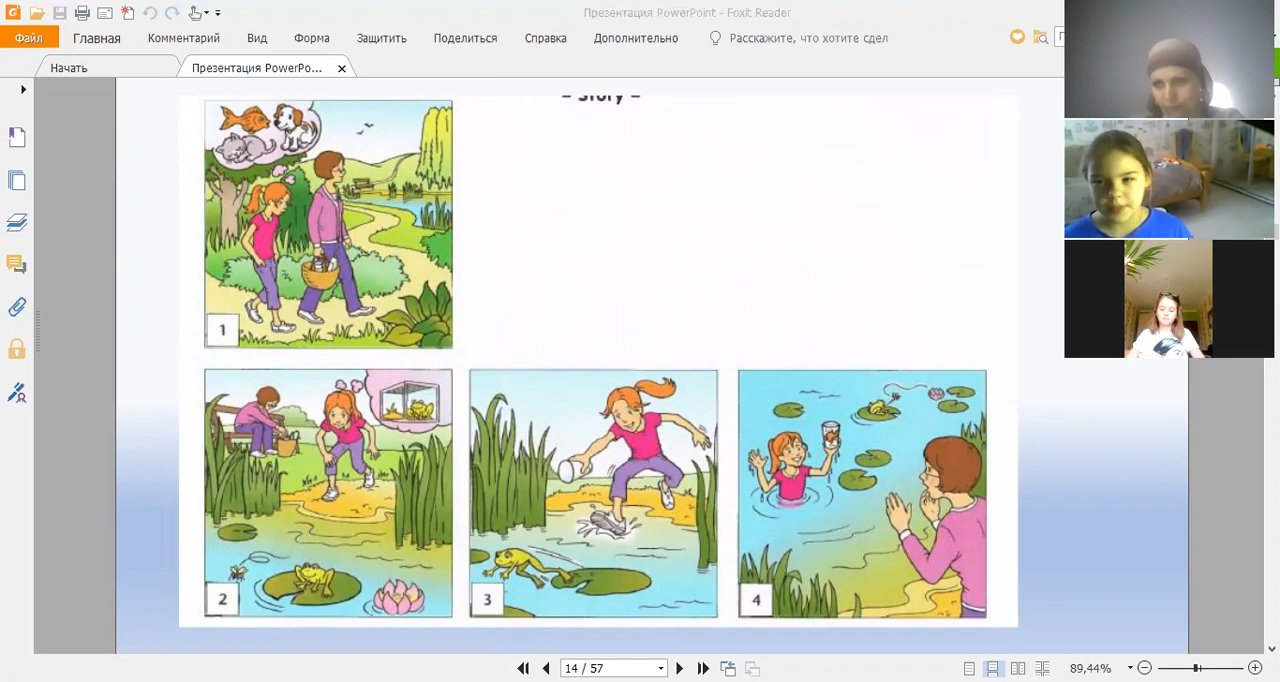 Презентация PowerPoint - Foxit Reader
Файл Главная Комментарий Вид Форма Защитить Поделиться Справка Дополнительно Расскажите, что хотите сдел
Начать Презентация PowerPo...
- Story -
1
2 3 4
14 / 57 89,44%